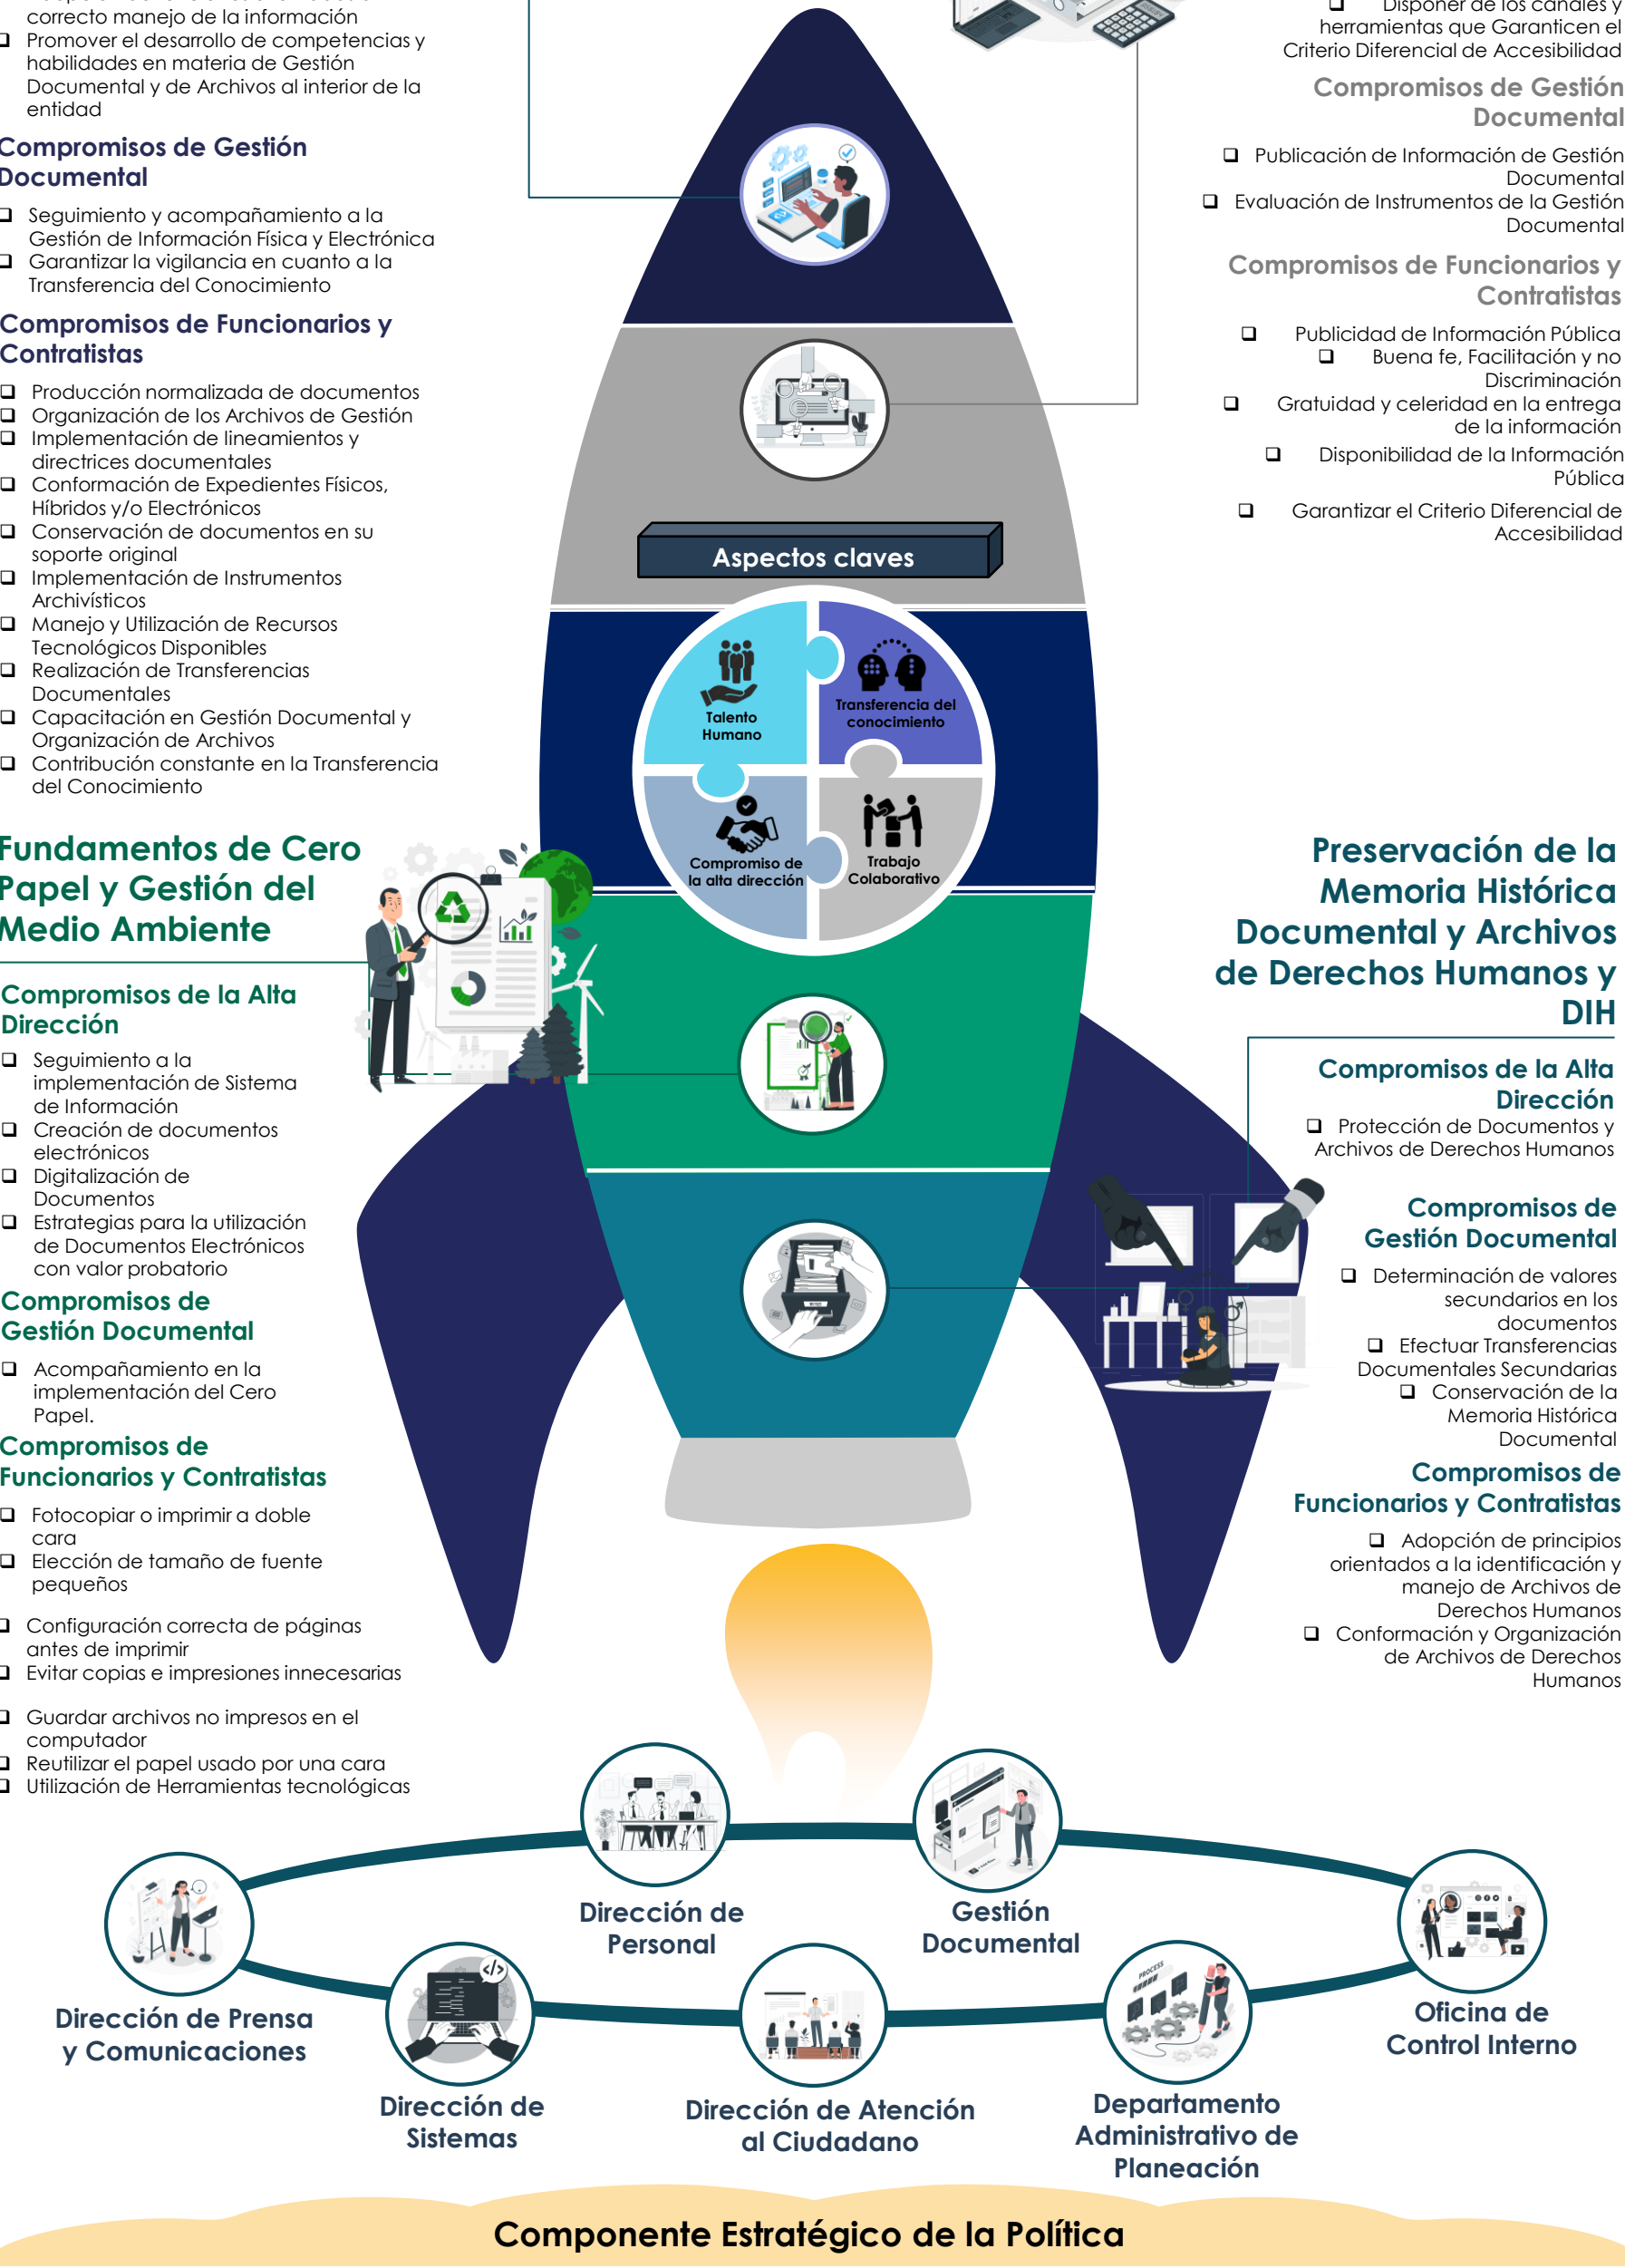 correcto manejo de la información
Promover el desarrollo de competencias y
habilidades en materia de Gestión
Documental y de Archivos al interior de la
entidad
Compromisos de Gestión
Documental
Seguimiento y acompañamiento a la
Gestión de Información Física y Electrónica
Garantizar la vigilancia en cuanto a la
Transferencia del Conocimiento
Compromisos de Funcionarios y
Contratistas
Producción normalizada de documentos
Organización de los Archivos de Gestión
Implementación de lineamientos y
directrices documentales
Conformación de Expedientes Físicos,
Híbridos y/o Electrónicos
Conservación de documentos en su
soporte original
Implementación de Instrumentos
Archivísticos
Manejo y Utilización de Recursos
Tecnológicos Disponibles
Realización de Transferencias
Documentales
Capacitación en Gestión Documental y
Organización de Archivos
Contribución constante en la Transferencia
del Conocimiento
Disponer de los canales y
herramientas que Garanticen el
Criterio Diferencial de Accesibilidad
Compromisos de Gestión
Documental
Publicación de Información de Gestión
Documental
Evaluación de Instrumentos de la Gestión
Documental
Compromisos de Funcionarios y
Contratistas
Publicidad de Información Pública
Buena fe, Facilitación y no
Discriminación
Gratuidad y celeridad en la entrega
de la información
Disponibilidad de la Información
Pública
Garantizar el Criterio Diferencial de
Accesibilidad
Aspectos claves
Talento
Humano
Transferencia del
conocimiento
Compromiso de
la alta dirección
Trabajo
Colaborativo
Fundamentos de Cero
Papel y Gestión del
Medio Ambiente
Compromisos de la Alta
Dirección
Seguimiento a la
implementación de Sistema
de Información
Creación de documentos
electrónicos
Digitalización de
Documentos
Estrategias para la utilización
de Documentos Electrónicos
con valor probatorio
Compromisos de
Gestión Documental
Acompañamiento en la
implementación del Cero
Papel.
Compromisos de
Funcionarios y Contratistas
Fotocopiar o imprimir a doble
cara
Elección de tamaño de fuente
pequeños
Configuración correcta de páginas
antes de imprimir
Evitar copias e impresiones innecesarias
Guardar archivos no impresos en el
computador
Reutilizar el papel usado por una cara
Utilización de Herramientas tecnológicas
Preservación de la
Memoria Histórica
Documental y Archivos
de Derechos Humanos y
DIH
Compromisos de la Alta
Dirección
Protección de Documentos y
Archivos de Derechos Humanos
Compromisos de
Gestión Documental
Determinación de valores
secundarios en los
documentos
Efectuar Transferencias
Documentales Secundarias
Conservación de la
Memoria Histórica
Documental
Compromisos de
Funcionarios y Contratistas
Adopción de principios
orientados a la identificación y
manejo de Archivos de
Derechos Humanos
Conformación y Organización
de Archivos de Derechos
Humanos
Dirección de
Personal
Gestión
Documental
Dirección de Prensa
y Comunicaciones
PROCESS
Oficina de
Control Interno
Dirección de
Sistemas
Dirección de Atención
al Ciudadano
Departamento
Administrativo de
Planeación
Componente Estratégico de la Política